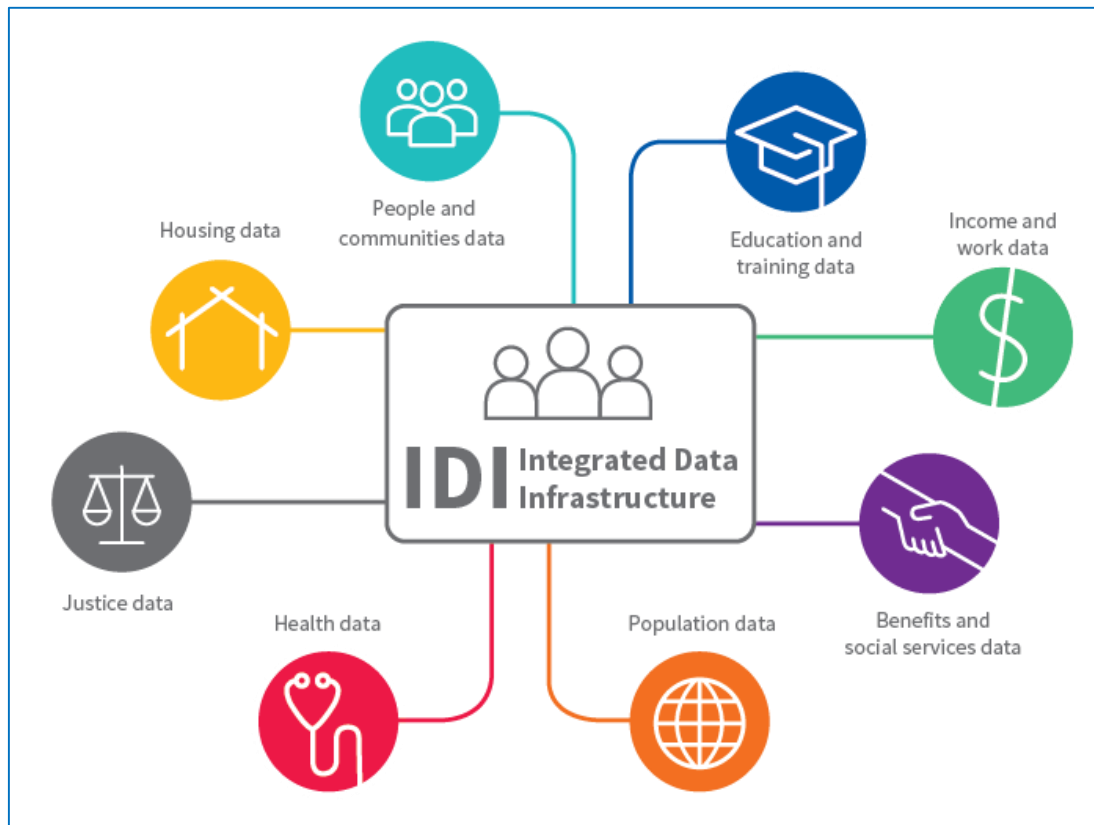 People and
communities data
Education and
training data
Income and
work data
Housing data
IDI Integrated Data
Infrastructure
Justice data
Health data
Population data
Benefits and
social services data